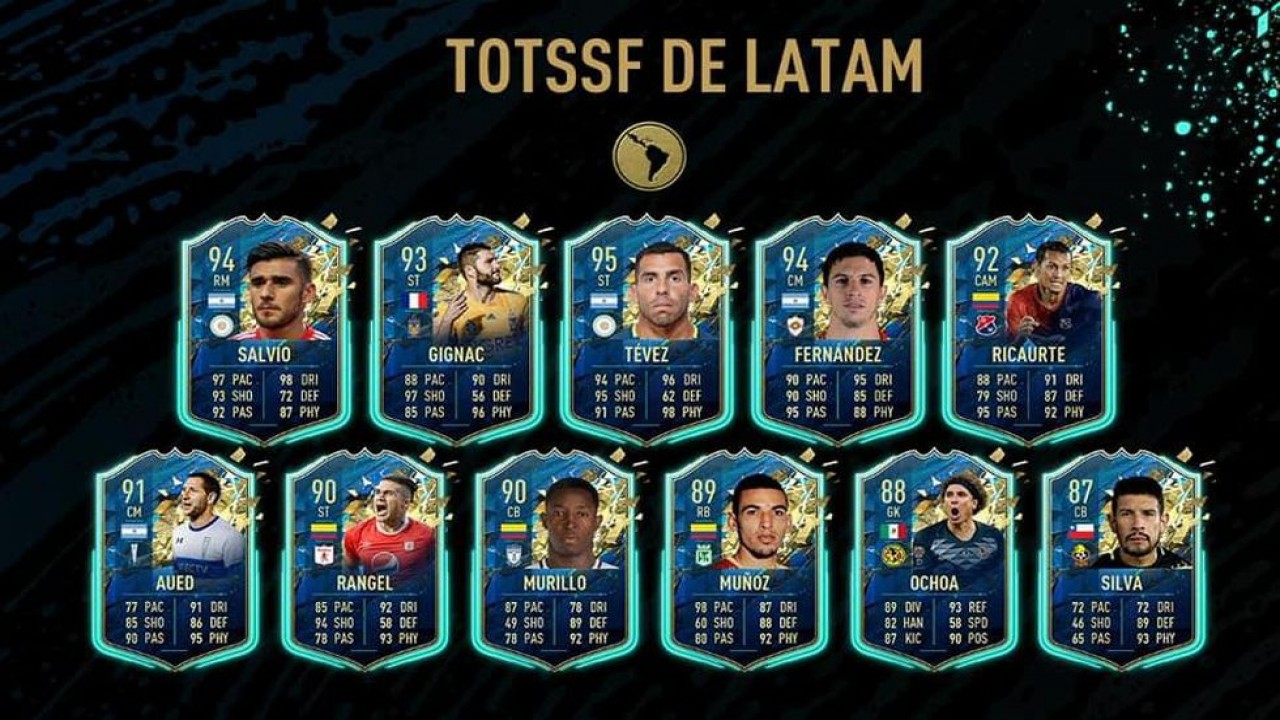 TOTSSF DE LATAM
94 RM
SALVIO
97 PAC 98 DRI
93 SHO 72 DEF
92 PAS 87 PHY
93 ST
GIGNAC
88 PAC 90 DRI
97 SHO 56 DEF
85 PAS 96 PHY
95 ST
TÉVEZ
94 PAC 96 DRI
95 SHO 62 DEF
91 PAS 98 PHY
94 CM
FERNÁNDEZ
90 PAC 95 DRI
90 SHO 85 DEF
95 PAS 88 PHY
92 CAM
RICAURTE
88 PAC 91 DRI
79 SHO 87 DEF
95 PAS 92 PHY
91 CM
AUED
77 PAC 91 DRI
85 SHO 86 DEF
90 PAS 95 PHY
90 ST
RANGEL
85 PAC 92 DRI
94 SHO 58 DEF
78 PAS 93 PHY
90 CB
MURILLO
87 PAC 78 DRI
49 SHO 89 DEF
78 PAS 92 PHY
89 RB
MUÑOZ
98 PAC 87 DRI
60 SHO 88 DEF
80 PAS 92 PHY
88 GK
OCHOA
89 DIV 93 REF
82 HAN 58 SPD
87 KIC 90 POS
87 CB
SILVA
72 PAC 72 DRI
46 SHO 89 DEF
65 PAS 93 PHY